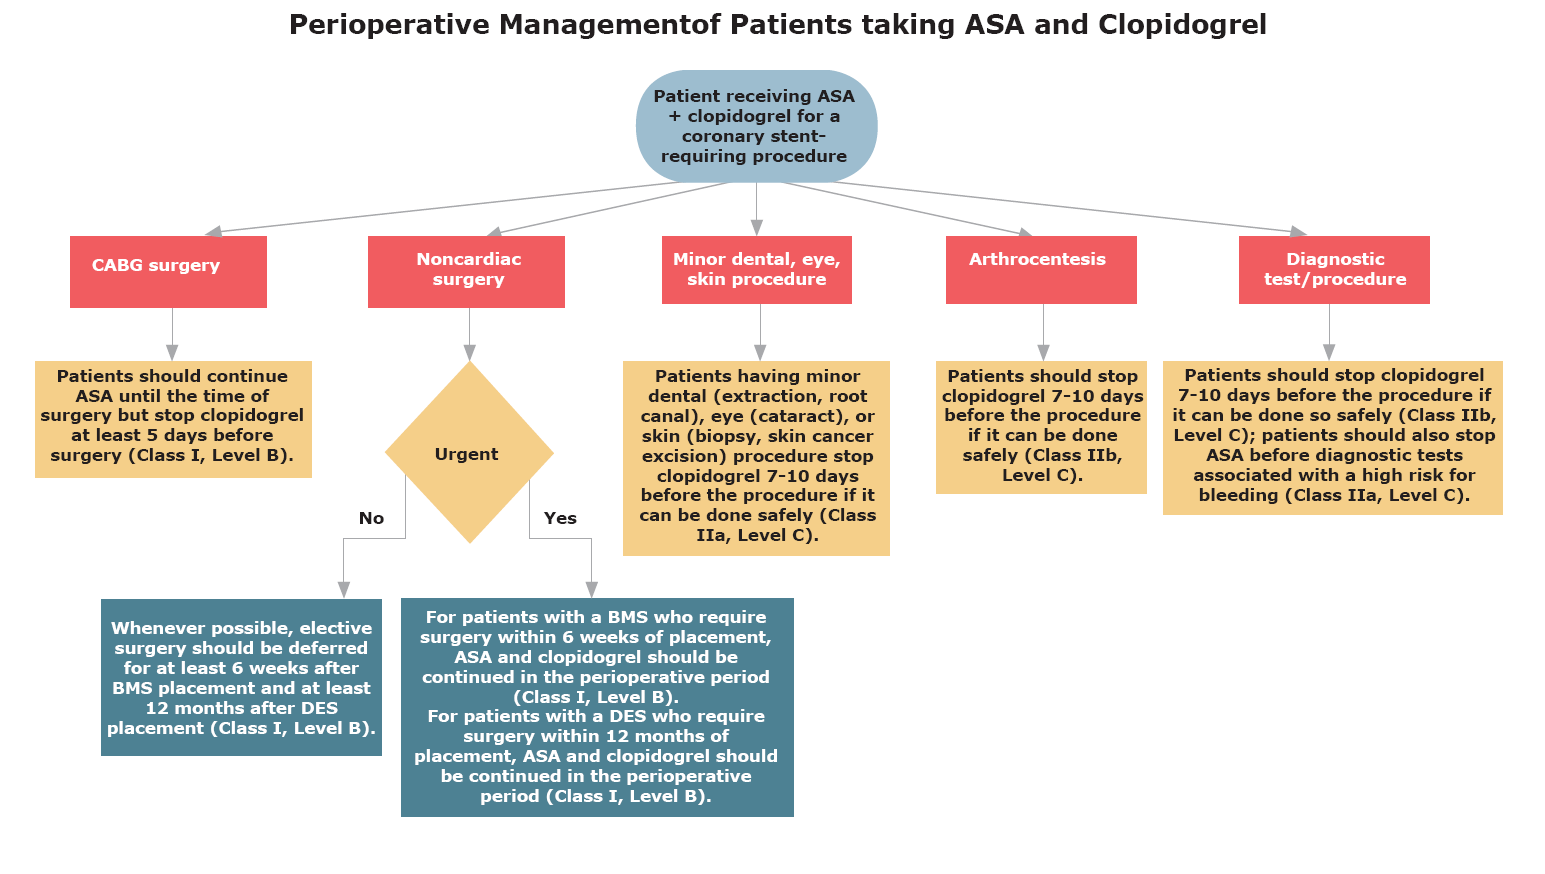 Perioperative Managementof Patients taking ASA and Clopidogrel
Patient receiving ASA
+ clopidogrel for a
coronary stent-
requiring procedure
CABG surgery
Noncardiac
surgery
Minor dental, eye,
skin procedure
Arthrocentesis
Diagnostic
test/procedure
Patients should continue
ASA until the time of
surgery but stop clopidogrel
at least 5 days before
surgery (Class I, Level B).
Urgent
No
Yes
Patients having minor
dental (extraction, root
canal), eye (cataract), or
skin (biopsy, skin cancer
excision) procedure stop
clopidogrel 7-10 days
before the procedure if it
can be done safely (Class
IIa, Level C).
Patients should stop
clopidogrel 7-10 days
before the procedure
if it can be done
safely (Class IIb,
Level C).
Patients should stop clopidogrel
7-10 days before the procedure if
it can be done so safely (Class IIb,
Level C); patients should also stop
ASA before diagnostic tests
associated with a high risk for
bleeding (Class IIa, Level C).
Whenever possible, elective
surgery should be deferred
for at least 6 weeks after
BMS placement and at least
12 months after DES
placement (Class I, Level B).
For patients with a BMS who require
surgery within 6 weeks of placement,
ASA and clopidogrel should be
continued in the perioperative period
(Class I, Level B).
For patients with a DES who require
surgery within 12 months of
placement, ASA and clopidogrel should
be continued in the perioperative
period (Class I, Level B).